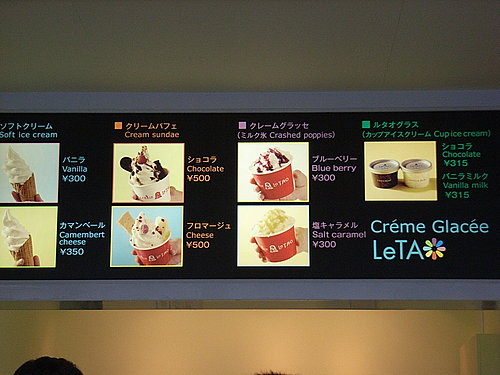 ソフトクリーム
Soft ice cream
バニラ
Vanilla
¥300
カマンベール
Camembert
cheese
¥350
クリームパフェ
Cream sundae
ショコラ
Chocolate
¥500
フロマージュ
Cheese
¥500
クレームグラッセ
(ミルク氷 Crashed poppies)
ブルーベリー
Blue berry
¥300
塩キャラメル
Salt caramel
¥300
ルタオグラス
(カップアイスクリーム Cup ice cream)
ショコラ
Chocolate
¥315
バニラミルク
Vanilla milk
¥315
Créme Glacée
LeTAO